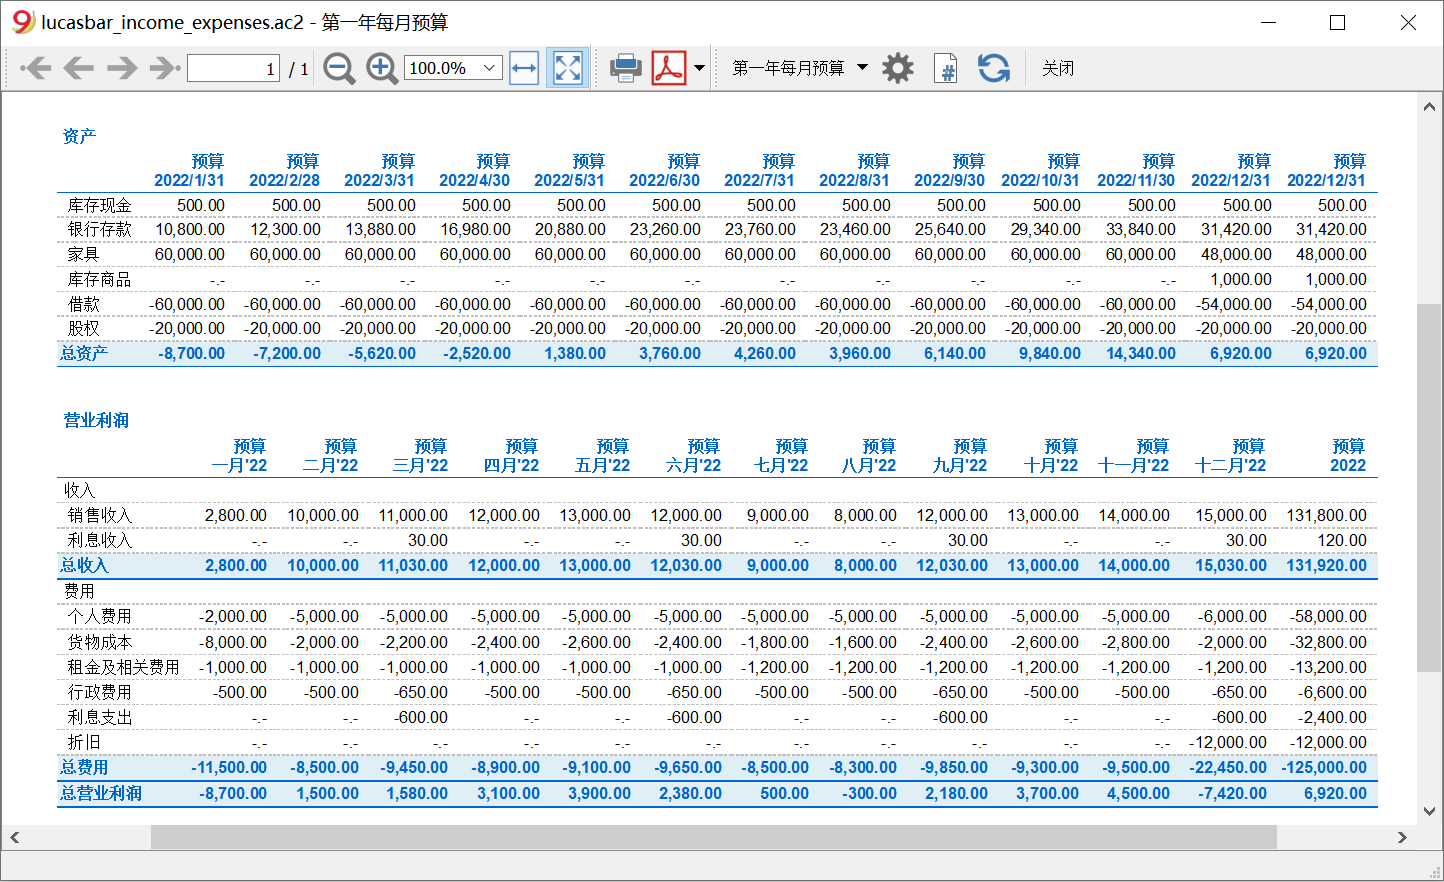 lucasbar_income_expenses.ac2 - 第一年每月预算
1 / 1 100.0% 第一年每月预算 关闭
资产
预算 预算 预算 预算 预算 预算 预算 预算 预算 预算 预算 预算 预算
2022/1/31 2022/2/28 2022/3/31 2022/4/30 2022/5/31 2022/6/30 2022/7/31 2022/8/31 2022/9/30 2022/10/31 2022/11/30 2022/12/31 2022/12/31
库存现金 500.00 500.00 500.00 500.00 500.00 500.00 500.00 500.00 500.00 500.00 500.00 500.00 500.00
银行存款 10,800.00 12,300.00 13,880.00 16,980.00 20,880.00 23,260.00 23,760.00 23,460.00 25,640.00 29,340.00 33,840.00 31,420.00 31,420.00
家具 60,000.00 60,000.00 60,000.00 60,000.00 60,000.00 60,000.00 60,000.00 60,000.00 60,000.00 60,000.00 60,000.00 48,000.00 48,000.00
库存商品 -.- -.- -.- -.- -.- -.- -.- -.- -.- -.- -.- 1,000.00 1,000.00
借款 -60,000.00 -60,000.00 -60,000.00 -60,000.00 -60,000.00 -60,000.00 -60,000.00 -60,000.00 -60,000.00 -60,000.00 -60,000.00 -54,000.00 -54,000.00
股权 -20,000.00 -20,000.00 -20,000.00 -20,000.00 -20,000.00 -20,000.00 -20,000.00 -20,000.00 -20,000.00 -20,000.00 -20,000.00 -20,000.00 -20,000.00
总资产 -8,700.00 -7,200.00 -5,620.00 -2,520.00 1,380.00 3,760.00 4,260.00 3,960.00 6,140.00 9,840.00 14,340.00 6,920.00 6,920.00
营业利润
预算 预算 预算 预算 预算 预算 预算 预算 预算 预算 预算 预算 预算
一月'22 二月'22 三月'22 四月'22 五月'22 六月'22 七月'22 八月'22 九月'22 十月'22 十一月'22 十二月'22 2022
收入
销售收入 2,800.00 10,000.00 11,000.00 12,000.00 13,000.00 12,000.00 9,000.00 8,000.00 12,000.00 13,000.00 14,000.00 15,000.00 131,800.00
利息收入 -.- -.- 30.00 -.- -.- 30.00 -.- -.- 30.00 -.- -.- 30.00 120.00
总收入 2,800.00 10,000.00 11,030.00 12,000.00 13,000.00 12,030.00 9,000.00 8,000.00 12,030.00 13,000.00 14,000.00 15,030.00 131,920.00
费用
个人费用 -2,000.00 -5,000.00 -5,000.00 -5,000.00 -5,000.00 -5,000.00 -5,000.00 -5,000.00 -5,000.00 -5,000.00 -5,000.00 -6,000.00 -58,000.00
货物成本 -8,000.00 -2,000.00 -2,200.00 -2,400.00 -2,600.00 -2,400.00 -1,800.00 -1,600.00 -2,400.00 -2,600.00 -2,800.00 -2,000.00 -32,800.00
租金及相关费用 -1,000.00 -1,000.00 -1,000.00 -1,000.00 -1,000.00 -1,000.00 -1,200.00 -1,200.00 -1,200.00 -1,200.00 -1,200.00 -1,200.00 -13,200.00
行政费用 -500.00 -500.00 -650.00 -500.00 -500.00 -650.00 -500.00 -500.00 -650.00 -500.00 -500.00 -650.00 -6,600.00
利息支出 -.- -.- -600.00 -.- -.- -600.00 -.- -.- -600.00 -.- -.- -600.00 -2,400.00
折旧 -.- -.- -.- -.- -.- -.- -.- -.- -.- -.- -.- -12,000.00 -12,000.00
总费用 -11,500.00 -8,500.00 -9,450.00 -8,900.00 -9,100.00 -9,650.00 -8,500.00 -8,300.00 -9,850.00 -9,300.00 -9,500.00 -22,450.00 -125,000.00
总营业利润 -8,700.00 1,500.00 1,580.00 3,100.00 3,900.00 2,380.00 500.00 -300.00 2,180.00 3,700.00 4,500.00 -7,420.00 6,920.00